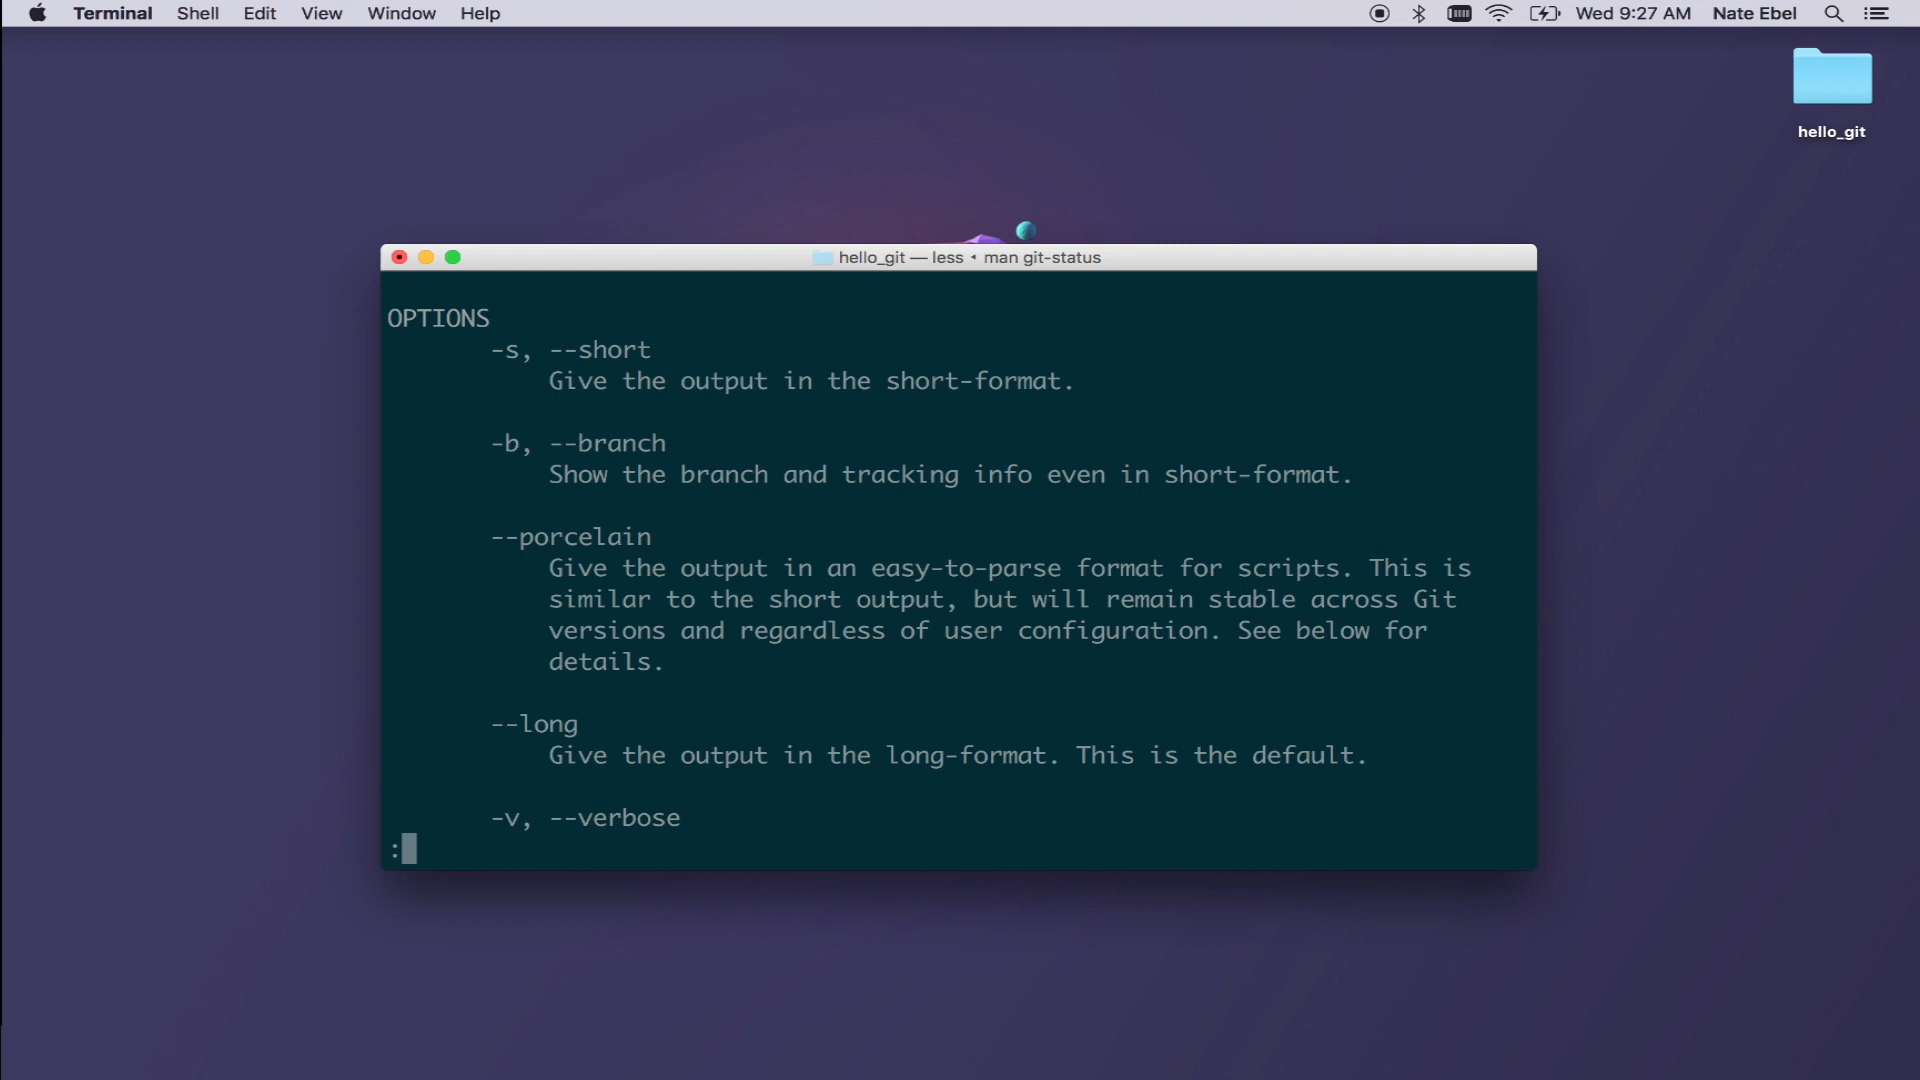 Terminal Shell Edit View Window Help Wed 9:27 AM Nate Ebel
hello_git
hello_git — less ◂ man git-status
OPTIONS
-s, --short
Give the output in the short-format.
-b, --branch
Show the branch and tracking info even in short-format.
--porcelain
Give the output in an easy-to-parse format for scripts. This is
similar to the short output, but will remain stable across Git
versions and regardless of user configuration. See below for
details.
--long
Give the output in the long-format. This is the default.
-v, --verbose
: